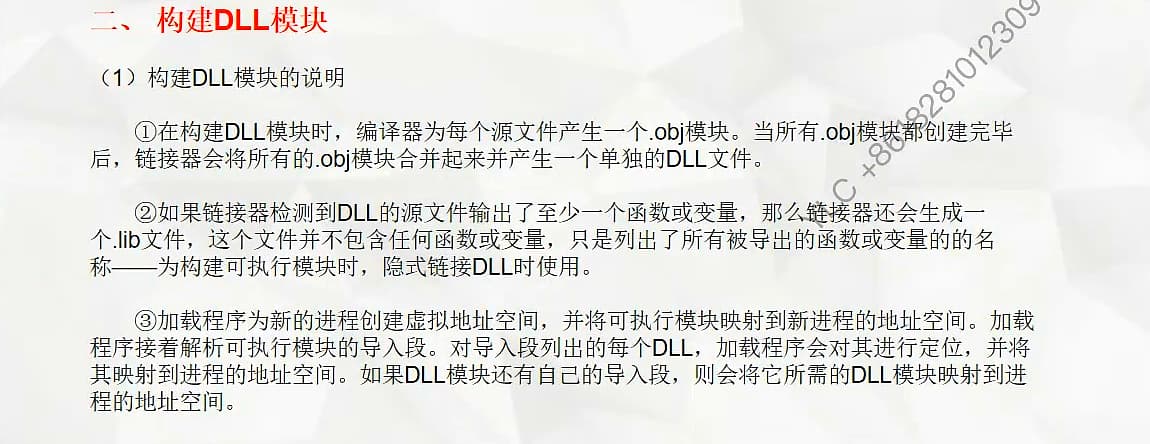 二、 构建DLL模块
（1）构建DLL模块的说明
①在构建DLL模块时，编译器为每个源文件产生一个.obj模块。当所有.obj模块都创建完毕
后，链接器会将所有的.obj模块合并起来并产生一个单独的DLL文件。
②如果链接器检测到DLL的源文件输出了至少一个函数或变量，那么链接器还会生成一
个.lib文件，这个文件并不包含任何函数或变量，只是列出了所有被导出的函数或变量的的名
称——为构建可执行模块时，隐式链接DLL时使用。
③加载程序为新的进程创建虚拟地址空间，并将可执行模块映射到新进程的地址空间。加载
程序接着解析可执行模块的导入段。对导入段列出的每个DLL，加载程序会对其进行定位，并将
其映射到进程的地址空间。如果DLL模块还有自己的导入段，则会将它所需的DLL模块映射到进
程的地址空间。
C +8618281012309